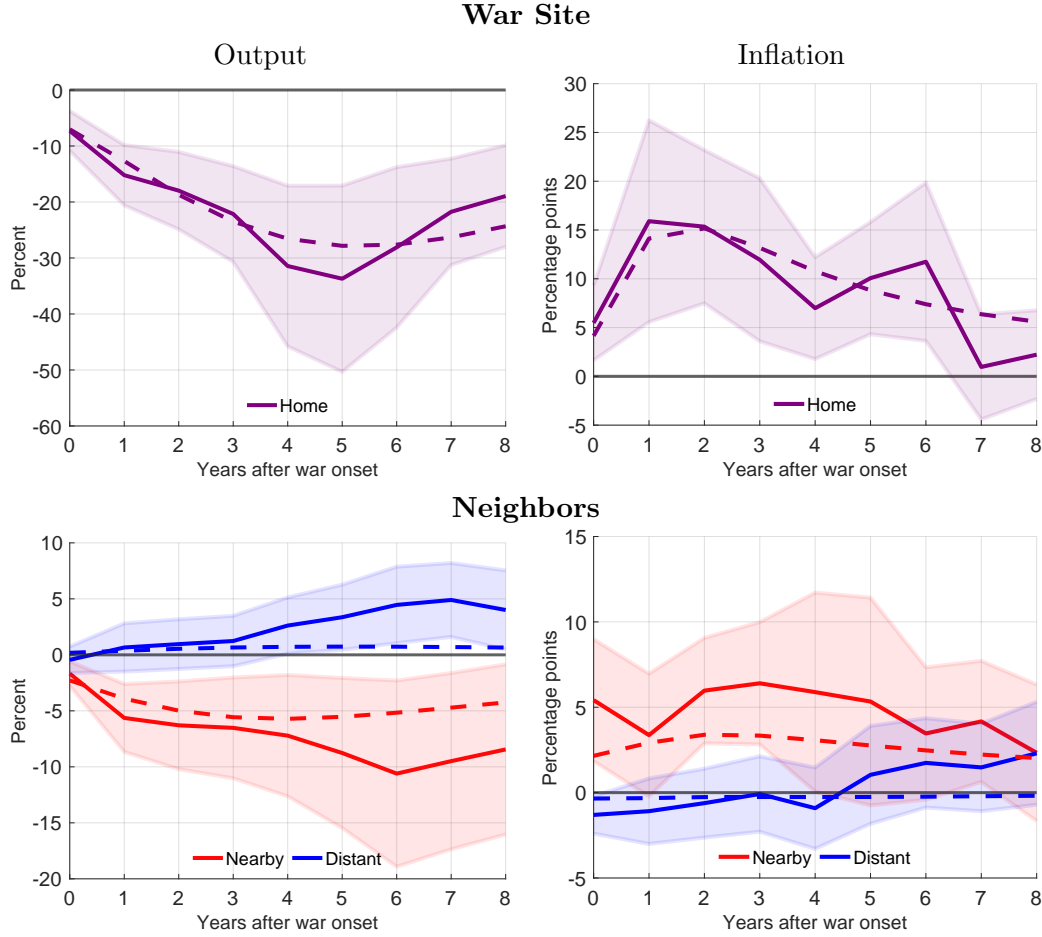 War Site
Output
Inflation
0
-10
-20
-30
-40
-50
-60
Percent
Home
0 1 2 3 4 5 6 7 8
Years after war onset
30
25
20
15
10
5
0
-5
Percentage points
Home
0 1 2 3 4 5 6 7 8
Years after war onset
Neighbors
10
5
0
-5
-10
-15
-20
Percent
Nearby Distant
0 1 2 3 4 5 6 7 8
Years after war onset
15
10
5
0
-5
Percentage points
Nearby Distant
0 1 2 3 4 5 6 7 8
Years after war onset